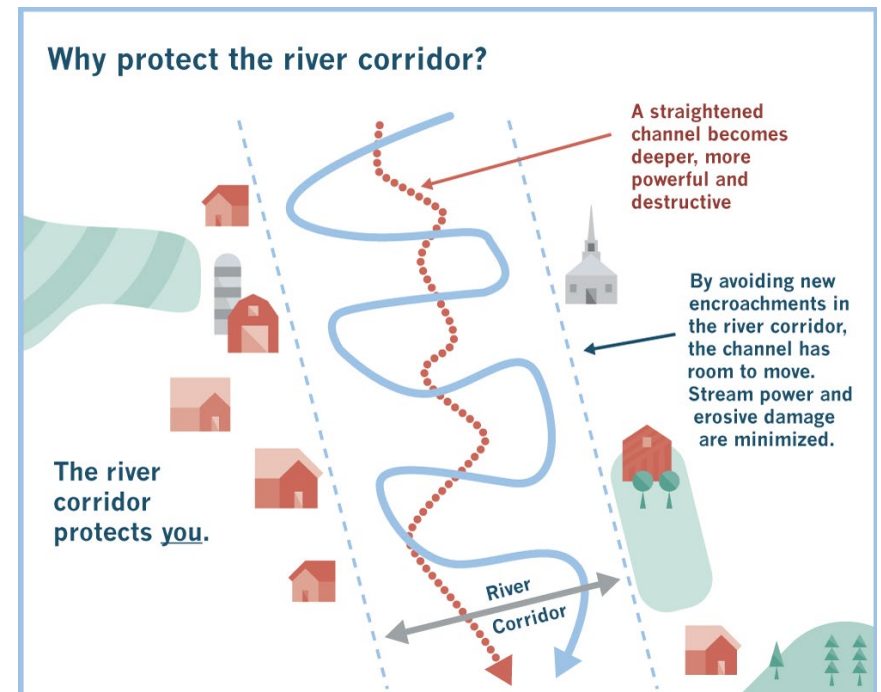 Why protect the river corridor?
A straightened
channel becomes
deeper, more
powerful and
destructive
By avoiding new
encroachments in
the river corridor,
the channel has
room to move.
Stream power and
erosive damage
are minimized.
The river
corridor
protects you.
River
Corridor